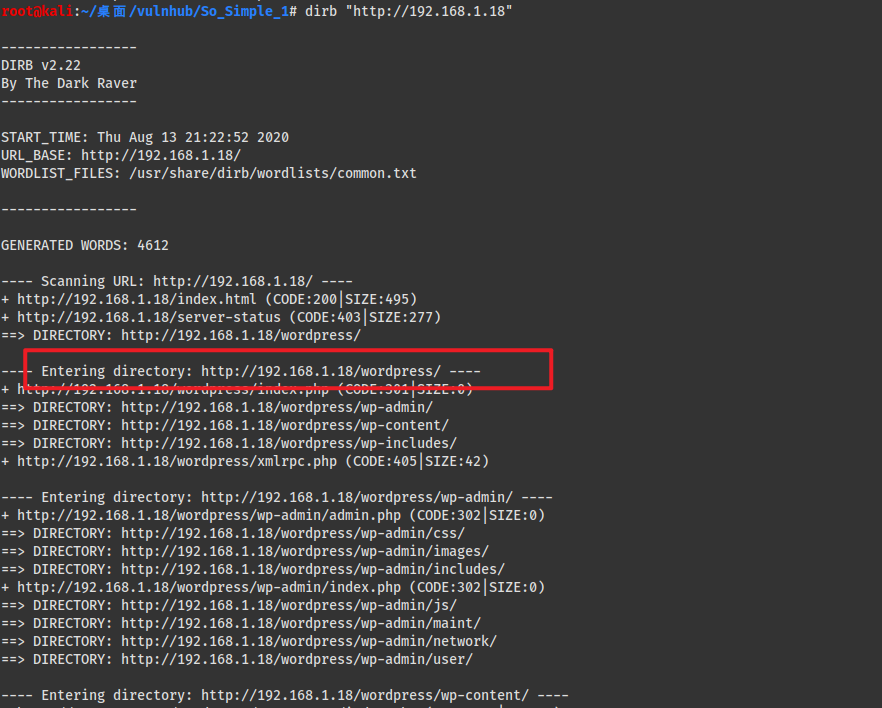 root@kali:~/桌面/vulnhub/So_Simple_1# dirb "http://192.168.1.18"
-----------------
DIRB v2.22
By The Dark Raver
-----------------
START_TIME: Thu Aug 13 21:22:52 2020
URL_BASE: http://192.168.1.18/
WORDLIST_FILES: /usr/share/dirb/wordlists/common.txt
-----------------
GENERATED WORDS: 4612
---- Scanning URL: http://192.168.1.18/ ----
+ http://192.168.1.18/index.html (CODE:200|SIZE:495)
+ http://192.168.1.18/server-status (CODE:403|SIZE:277)
==> DIRECTORY: http://192.168.1.18/wordpress/
---- Entering directory: http://192.168.1.18/wordpress/ ----
+ http://192.168.1.18/wordpress/index.php (CODE:301|SIZE:0)
==> DIRECTORY: http://192.168.1.18/wordpress/wp-admin/
==> DIRECTORY: http://192.168.1.18/wordpress/wp-content/
==> DIRECTORY: http://192.168.1.18/wordpress/wp-includes/
+ http://192.168.1.18/wordpress/xmlrpc.php (CODE:405|SIZE:42)
---- Entering directory: http://192.168.1.18/wordpress/wp-admin/ ----
+ http://192.168.1.18/wordpress/wp-admin/admin.php (CODE:302|SIZE:0)
==> DIRECTORY: http://192.168.1.18/wordpress/wp-admin/css/
==> DIRECTORY: http://192.168.1.18/wordpress/wp-admin/images/
==> DIRECTORY: http://192.168.1.18/wordpress/wp-admin/includes/
+ http://192.168.1.18/wordpress/wp-admin/index.php (CODE:302|SIZE:0)
==> DIRECTORY: http://192.168.1.18/wordpress/wp-admin/js/
==> DIRECTORY: http://192.168.1.18/wordpress/wp-admin/maint/
==> DIRECTORY: http://192.168.1.18/wordpress/wp-admin/network/
==> DIRECTORY: http://192.168.1.18/wordpress/wp-admin/user/
---- Entering directory: http://192.168.1.18/wordpress/wp-content/ ----